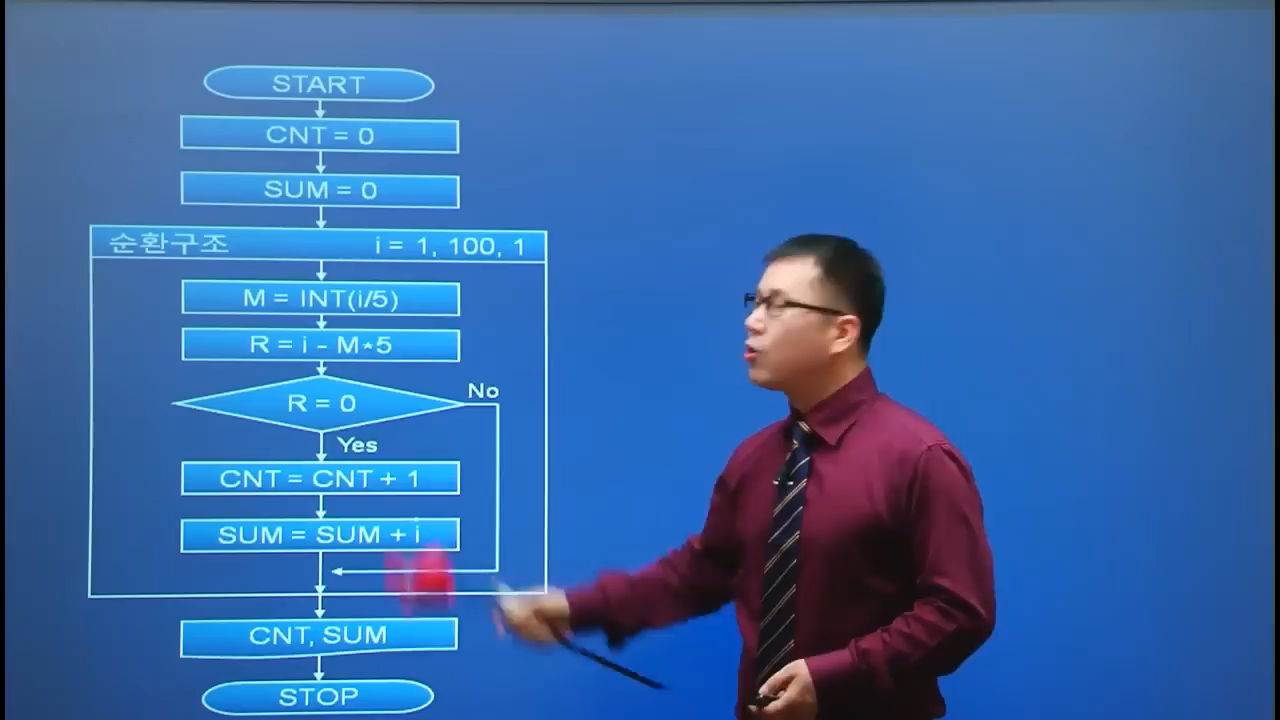 START
CNT = 0
SUM = 0
순환구조 i = 1, 100, 1
M = INT(i/5)
R = i - M*5
R = 0
No
Yes
CNT = CNT + 1
SUM = SUM + i
CNT, SUM
STOP